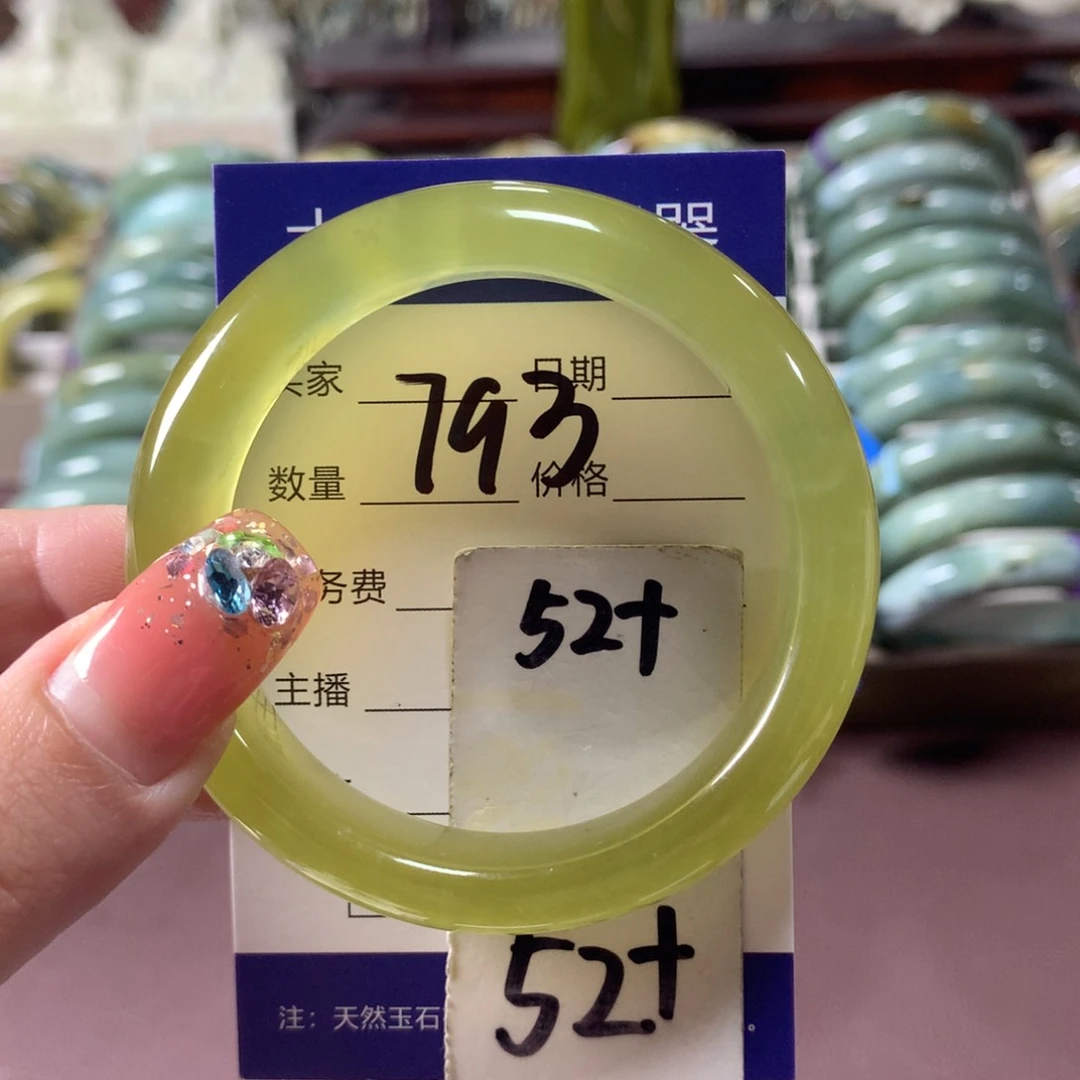 器
家 日期
793
数量 价格
务费
52+
主播
52+
注：天然玉石